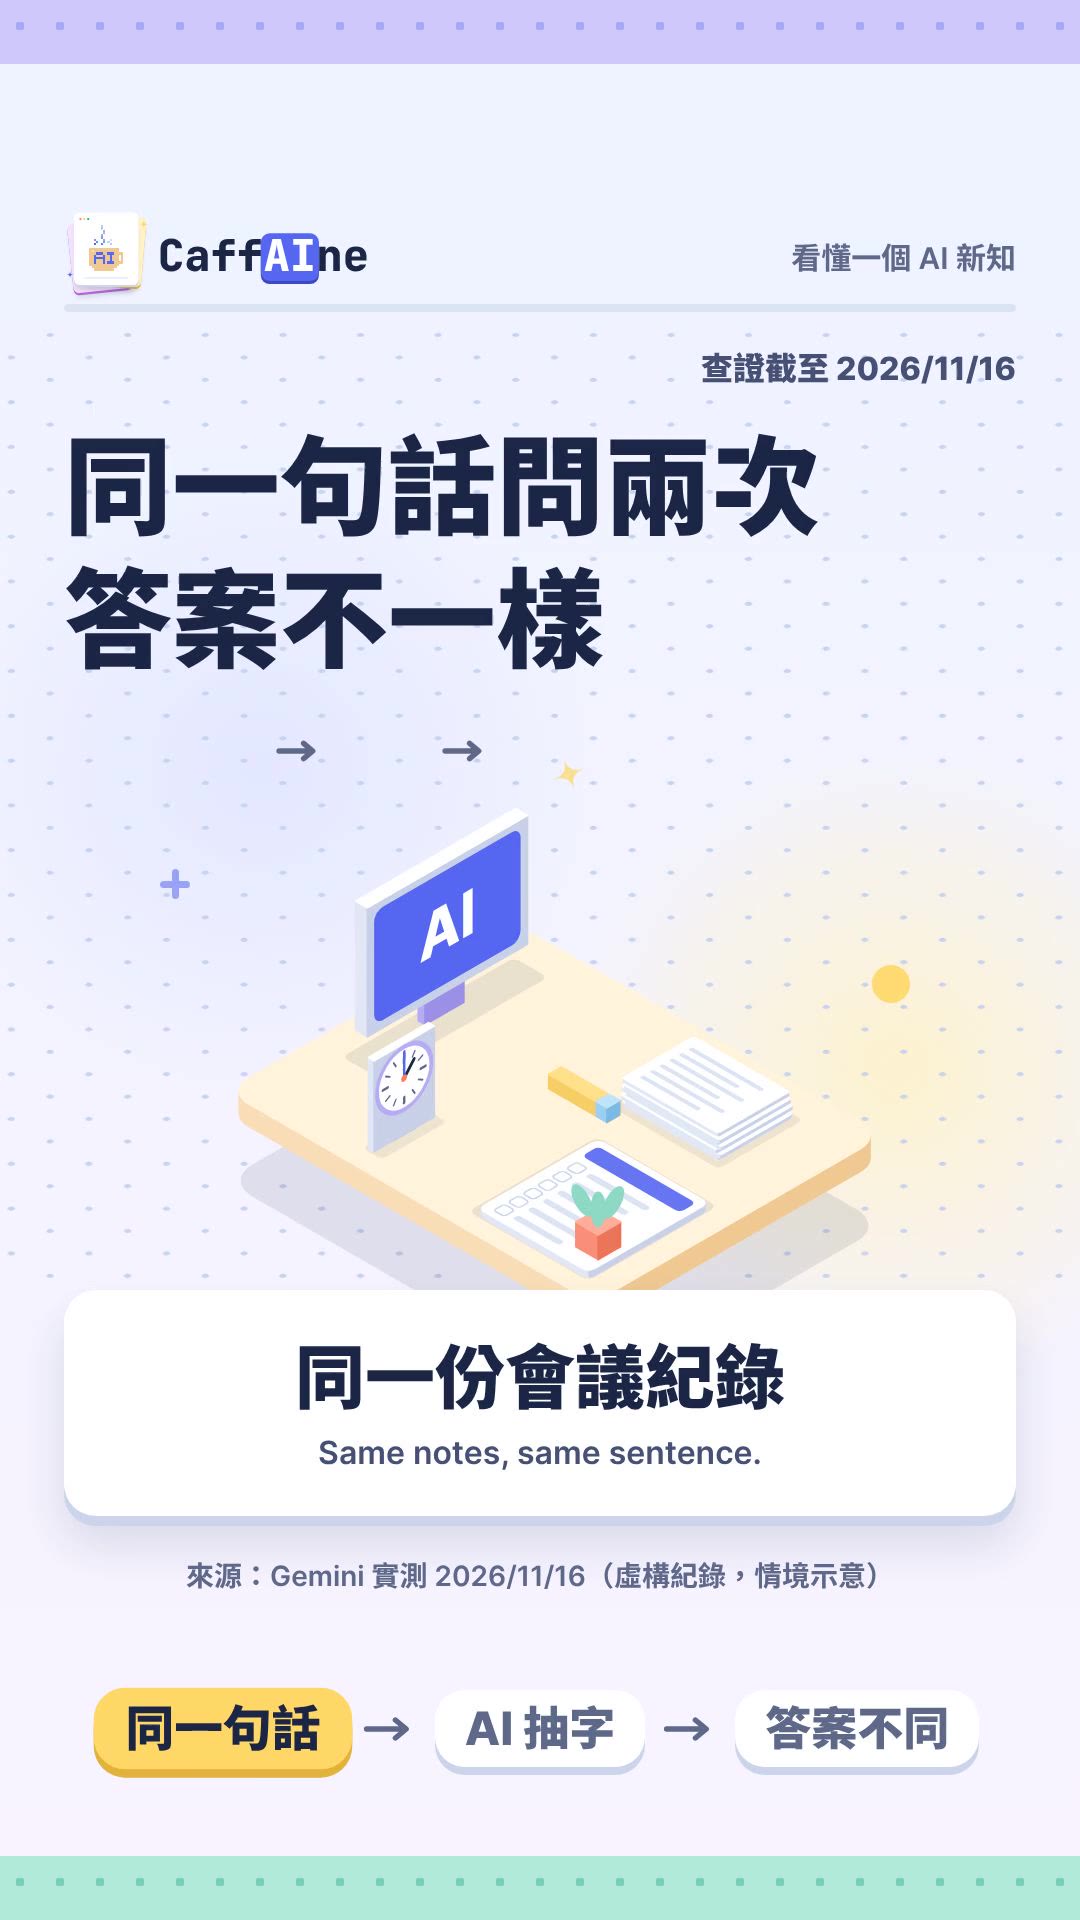 CaffAIne
看懂一個 AI 新知
查證截至 2026/11/16
同一句話問兩次
答案不一樣
→ →
AI
同一份會議紀錄
Same notes, same sentence.
來源：Gemini 實測 2026/11/16（虛構紀錄，情境示意）
同一句話 → AI 抽字 → 答案不同